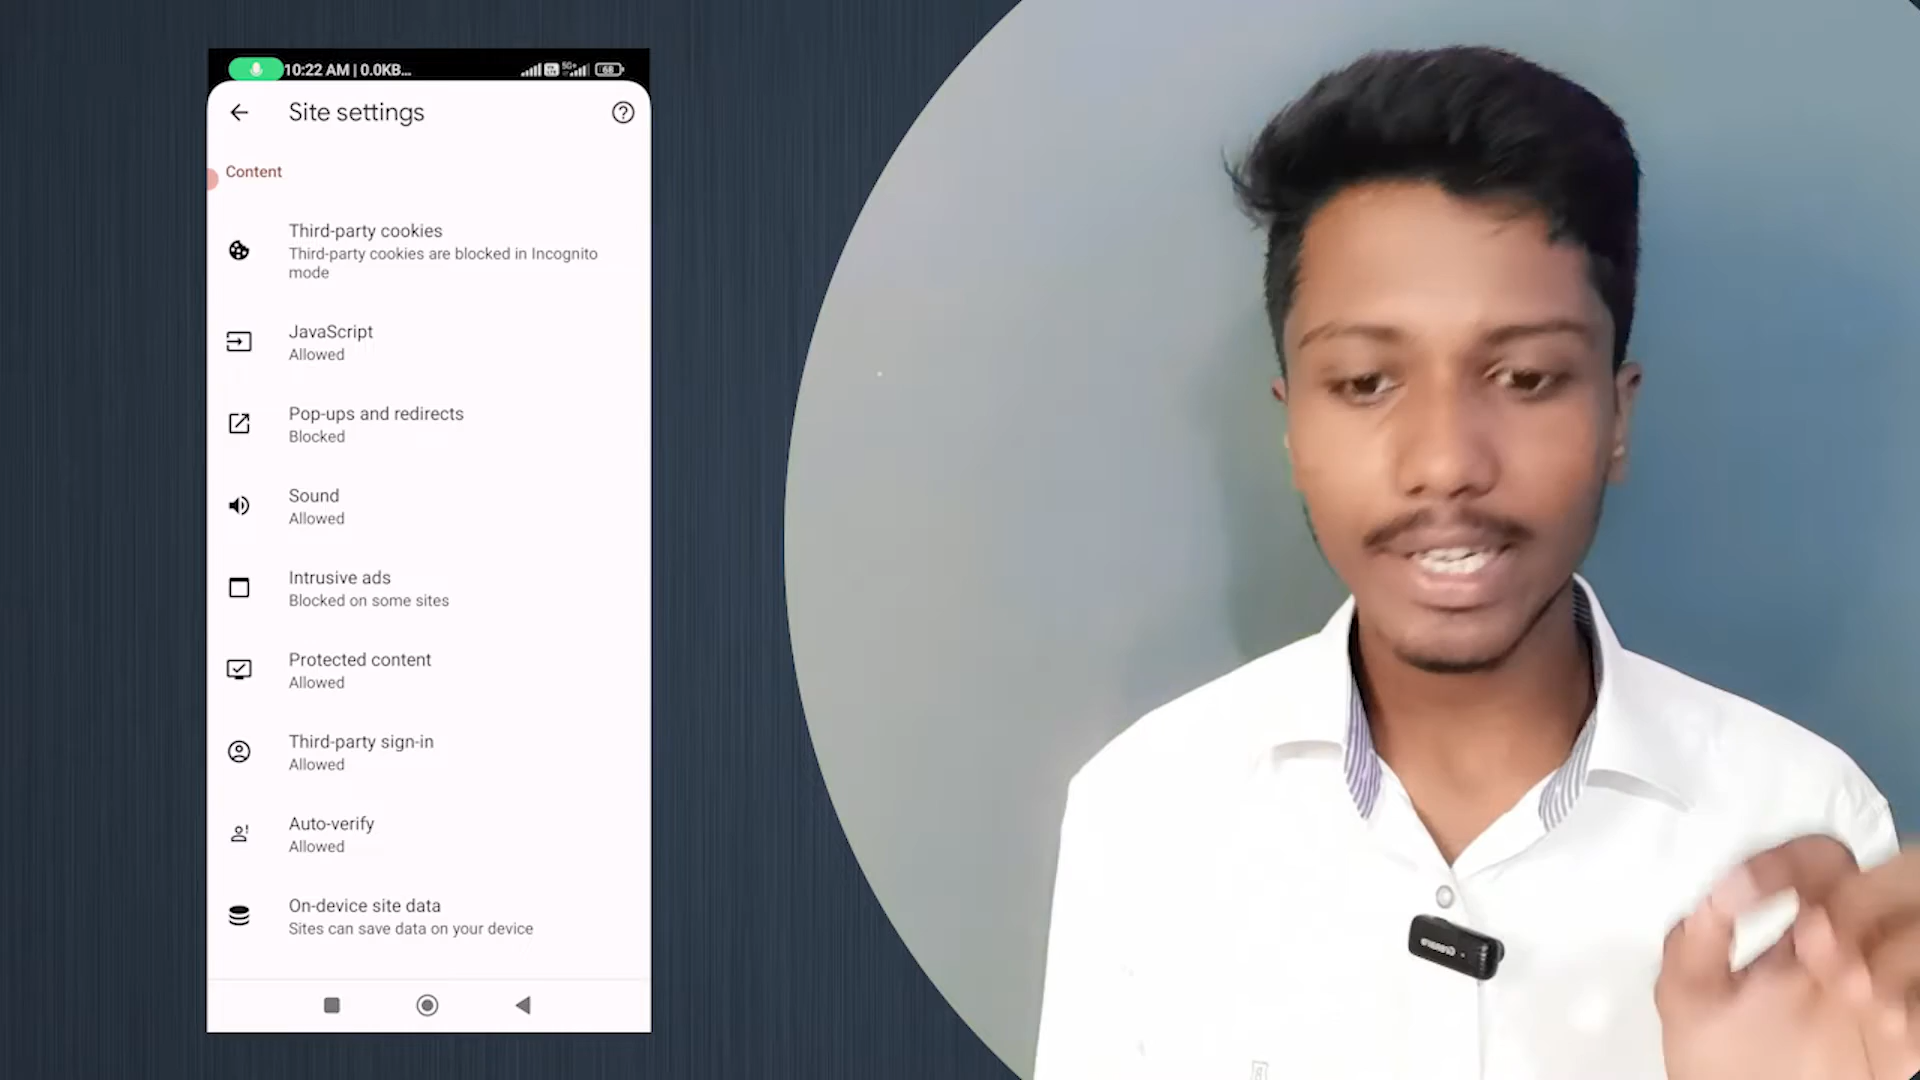 10:22 AM | 0.0KB...
5G+
68
Site settings
Content
Third-party cookies
Third-party cookies are blocked in Incognito
mode
JavaScript
Allowed
Pop-ups and redirects
Blocked
Sound
Allowed
Intrusive ads
Blocked on some sites
Protected content
Allowed
Third-party sign-in
Allowed
Auto-verify
Allowed
On-device site data
Sites can save data on your device